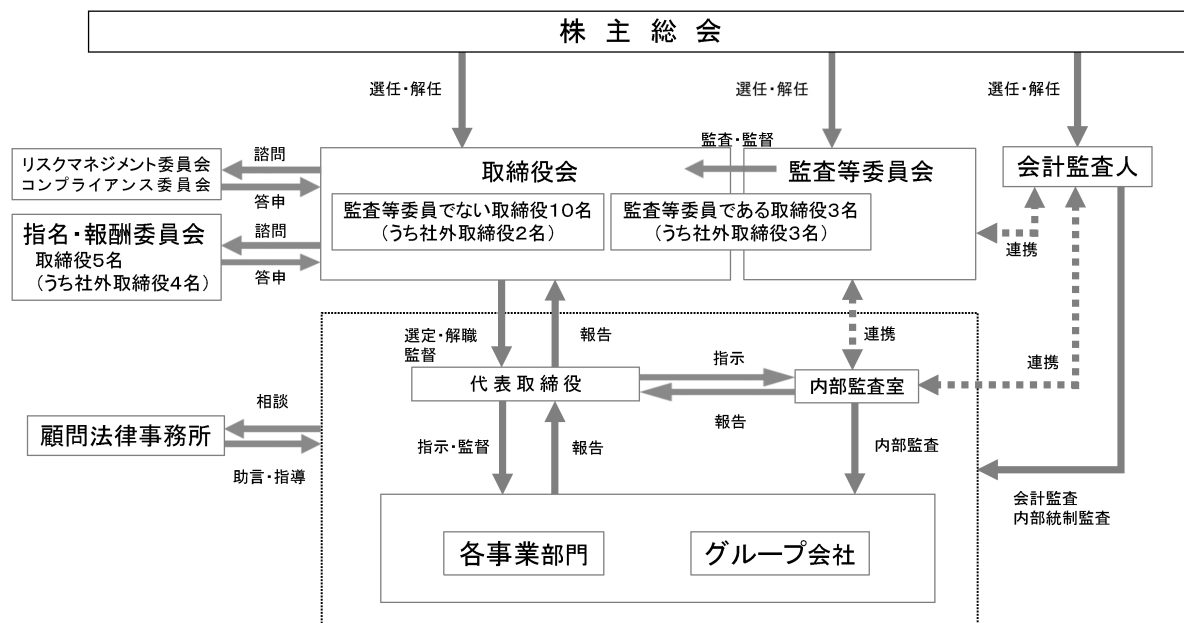 株主総会
選任・解任
選任・解任
選任・解任
監査・監督
リスクマネジメント委員会
コンプライアンス委員会
諮問
答申
取締役会
監査等委員でない取締役10名
(うち社外取締役2名)
監査等委員会
監査等委員である取締役3名
(うち社外取締役3名)
会計監査人
指名・報酬委員会
取締役5名
(うち社外取締役4名)
諮問
答申
連携
選定・解職
監督
報告
連携
連携
代表取締役
指示
報告
内部監査室
顧問法律事務所
相談
助言・指導
指示・監督
報告
内部監査
会計監査
内部統制監査
各事業部門
グループ会社